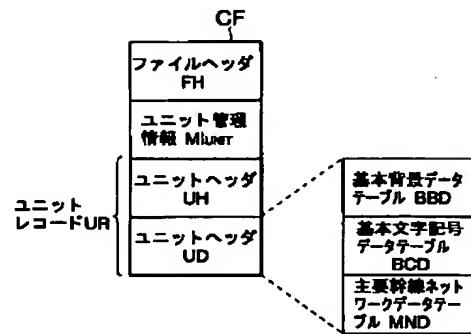 CF
ファイルヘッダ
FH
ユニット管理
情報 MIUNIT
ユニットヘッダ
UH
ユニットヘッダ
UD
ユニット
レコードUR
基本背景データ
テーブル BBD
基本文字記号
データテーブル
BCD
主要幹線ネット
ワークデータテー
ブル MND